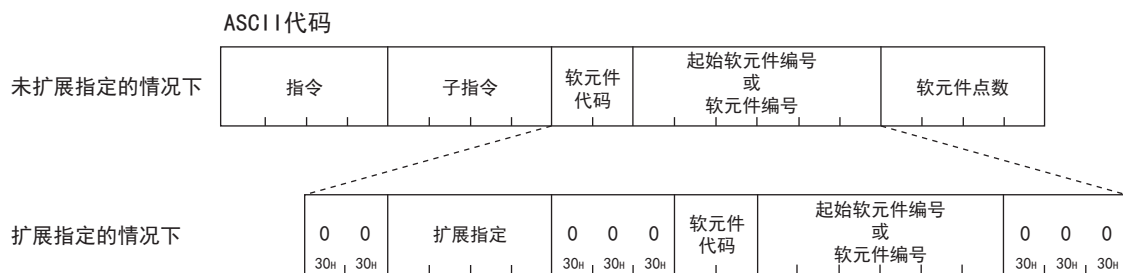 ASCII代码
未扩展指定的情况下
指令
子指令
软元件
代码
起始软元件编号
或
软元件编号
软元件点数
扩展指定的情况下
0 0
30H 30H
扩展指定
0 0 0
30H 30H 30H
软元件
代码
起始软元件编号
或
软元件编号
0 0 0
30H 30H 30H